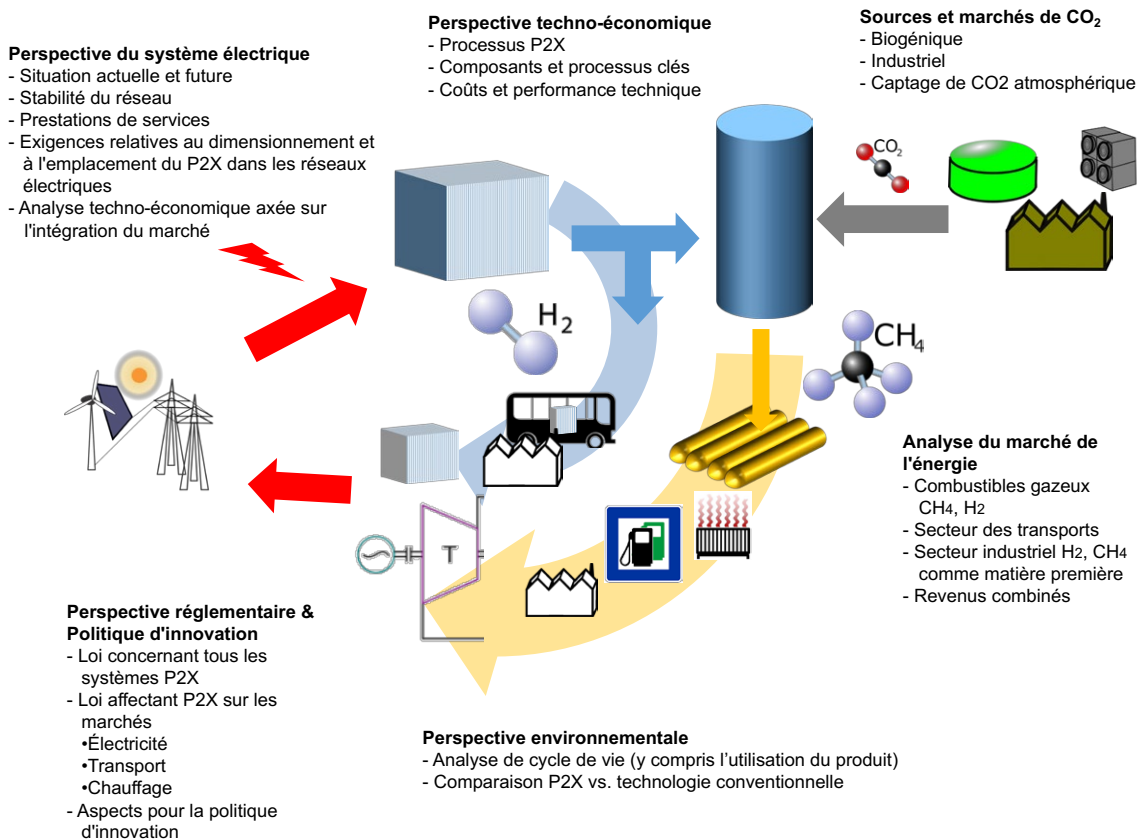 Perspective du système électrique
- Situation actuelle et future
- Stabilité du réseau
- Prestations de services
- Exigences relatives au dimensionnement et
à l'emplacement du P2X dans les réseaux
électriques
- Analyse techno-économique axée sur
l'intégration du marché
Perspective techno-économique
- Processus P2X
- Composants et processus clés
- Coûts et performance technique
Sources et marchés de CO₂
- Biogénique
- Industriel
- Captage de CO2 atmosphérique
CO₂
H₂
CH₄
T
Analyse du marché de
l'énergie
- Combustibles gazeux
CH₄, H₂
- Secteur des transports
- Secteur industriel H₂, CH₄
comme matière première
- Revenus combinés
Perspective réglementaire &
Politique d'innovation
- Loi concernant tous les
systèmes P2X
- Loi affectant P2X sur les
marchés
•Électricité
•Transport
•Chauffage
- Aspects pour la politique
d'innovation
Perspective environnementale
- Analyse de cycle de vie (y compris l’utilisation du produit)
- Comparaison P2X vs. technologie conventionnelle